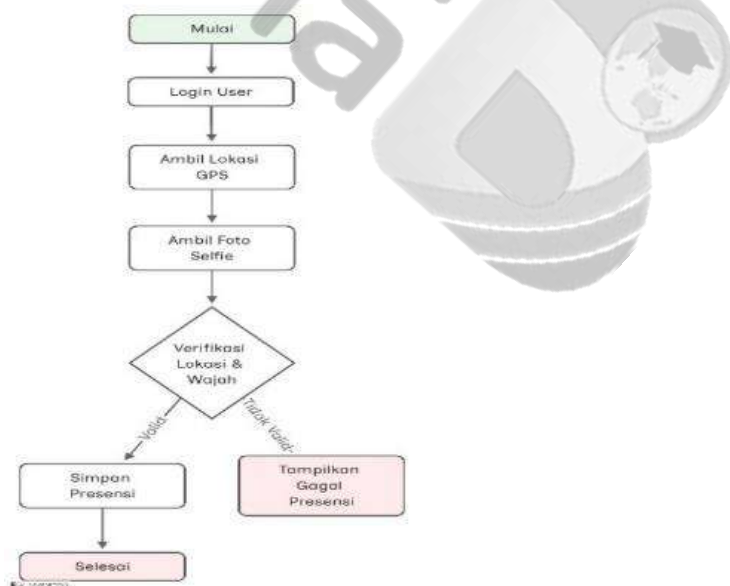 Mulai
Login User
Ambil Lokasi
GPS
Ambil Foto
Selfie
Verifikasi
Lokasi &
Wajah
Valid
Tidak Valid
Simpan
Presensi
Tampilkan
Gagal
Presensi
Selesai